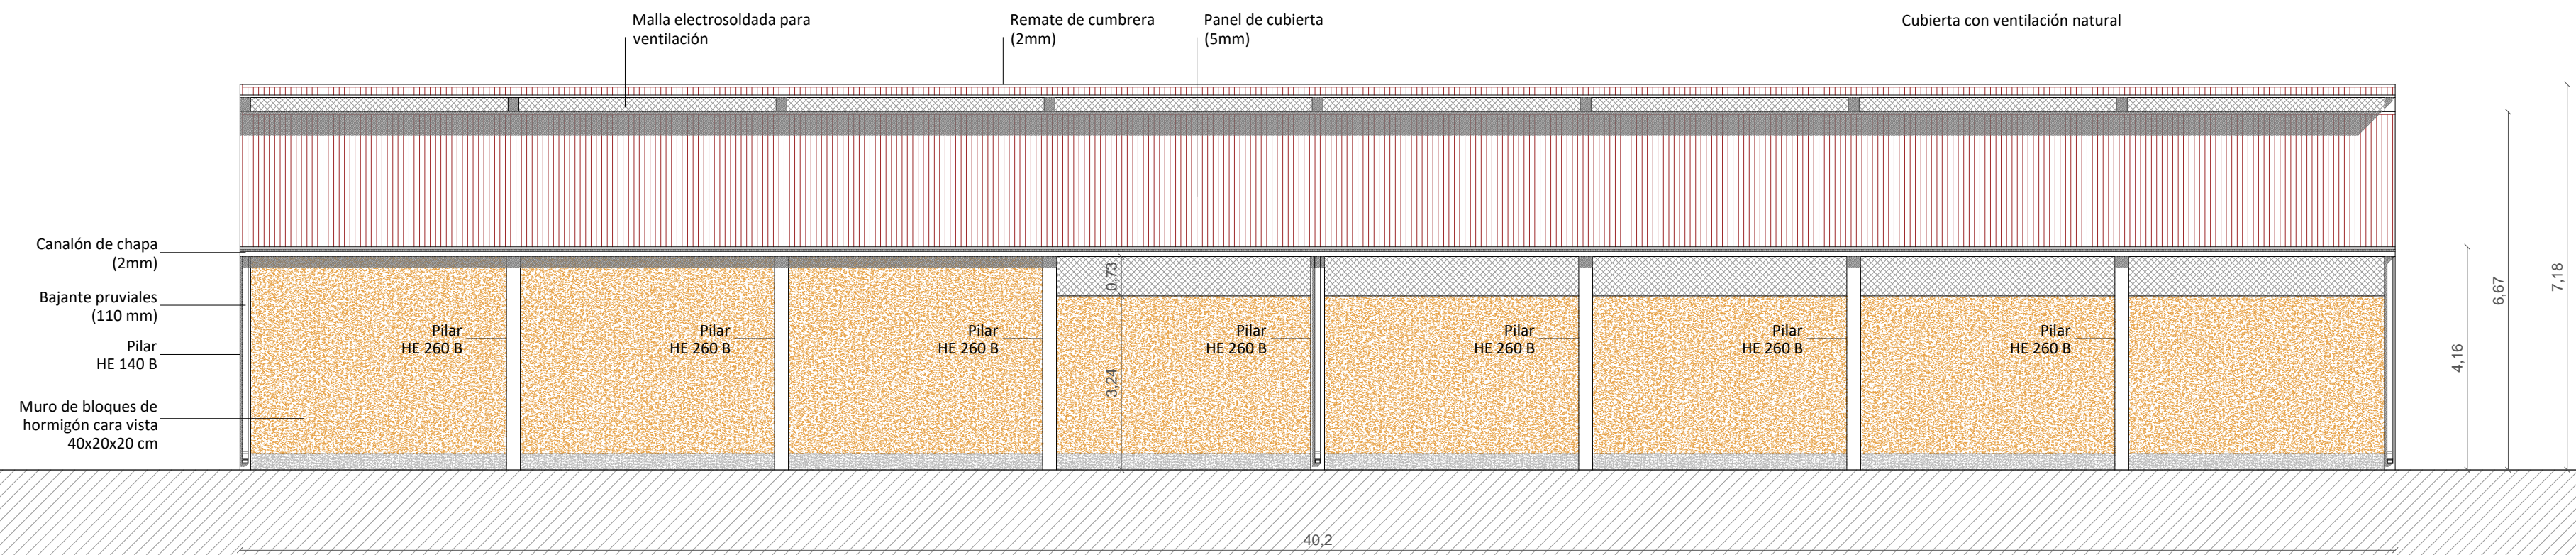 Malla electrosoldada para
ventilación
Remate de cumbrera
(2mm)
Panel de cubierta
(5mm)
Cubierta con ventilación natural
Canalón de chapa
(2mm)
Bajante pruviales
(110 mm)
Pilar
HE 140 B
Muro de bloques de
hormigón cara vista
40x20x20 cm
Pilar
HE 260 B
Pilar
HE 260 B
Pilar
HE 260 B
0,73
3,24
Pilar
HE 260 B
Pilar
HE 260 B
Pilar
HE 260 B
Pilar
HE 260 B
4,16
6,67
7,18
40,2